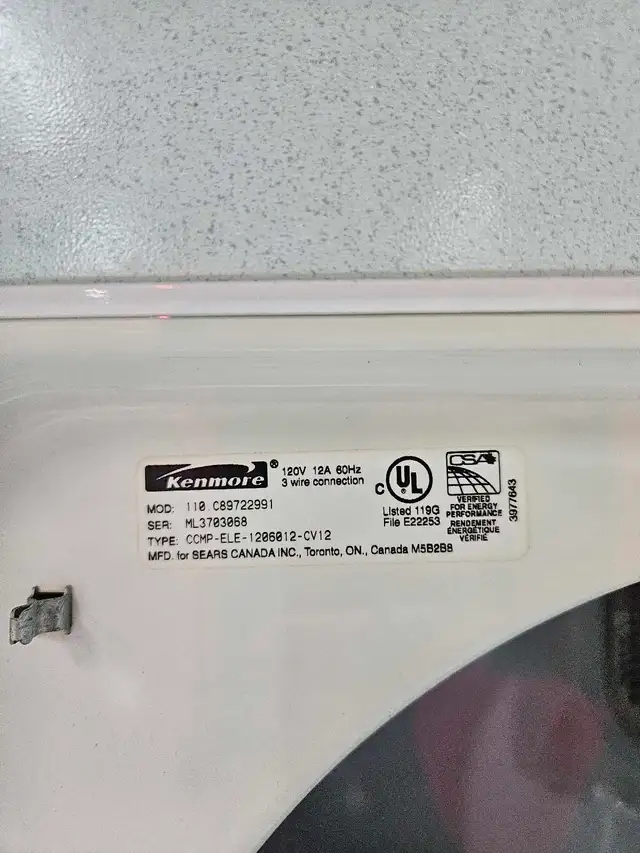 Kenmore®
120V 12A 60Hz
3 wire connection
MOD: 110.C89722991
SER: ML3703068
TYPE: CCMP-ELE-1206012-CV12
MFD. for SEARS CANADA INC., Toronto, ON., Canada M5B2B8
C UL
Listed 119G
File E22253
CSA
VERIFIED
FOR ENERGY
PERFORMANCE
RENDEMENT
ÉNERGÉTIQUE
VÉRIFIÉ
3977643